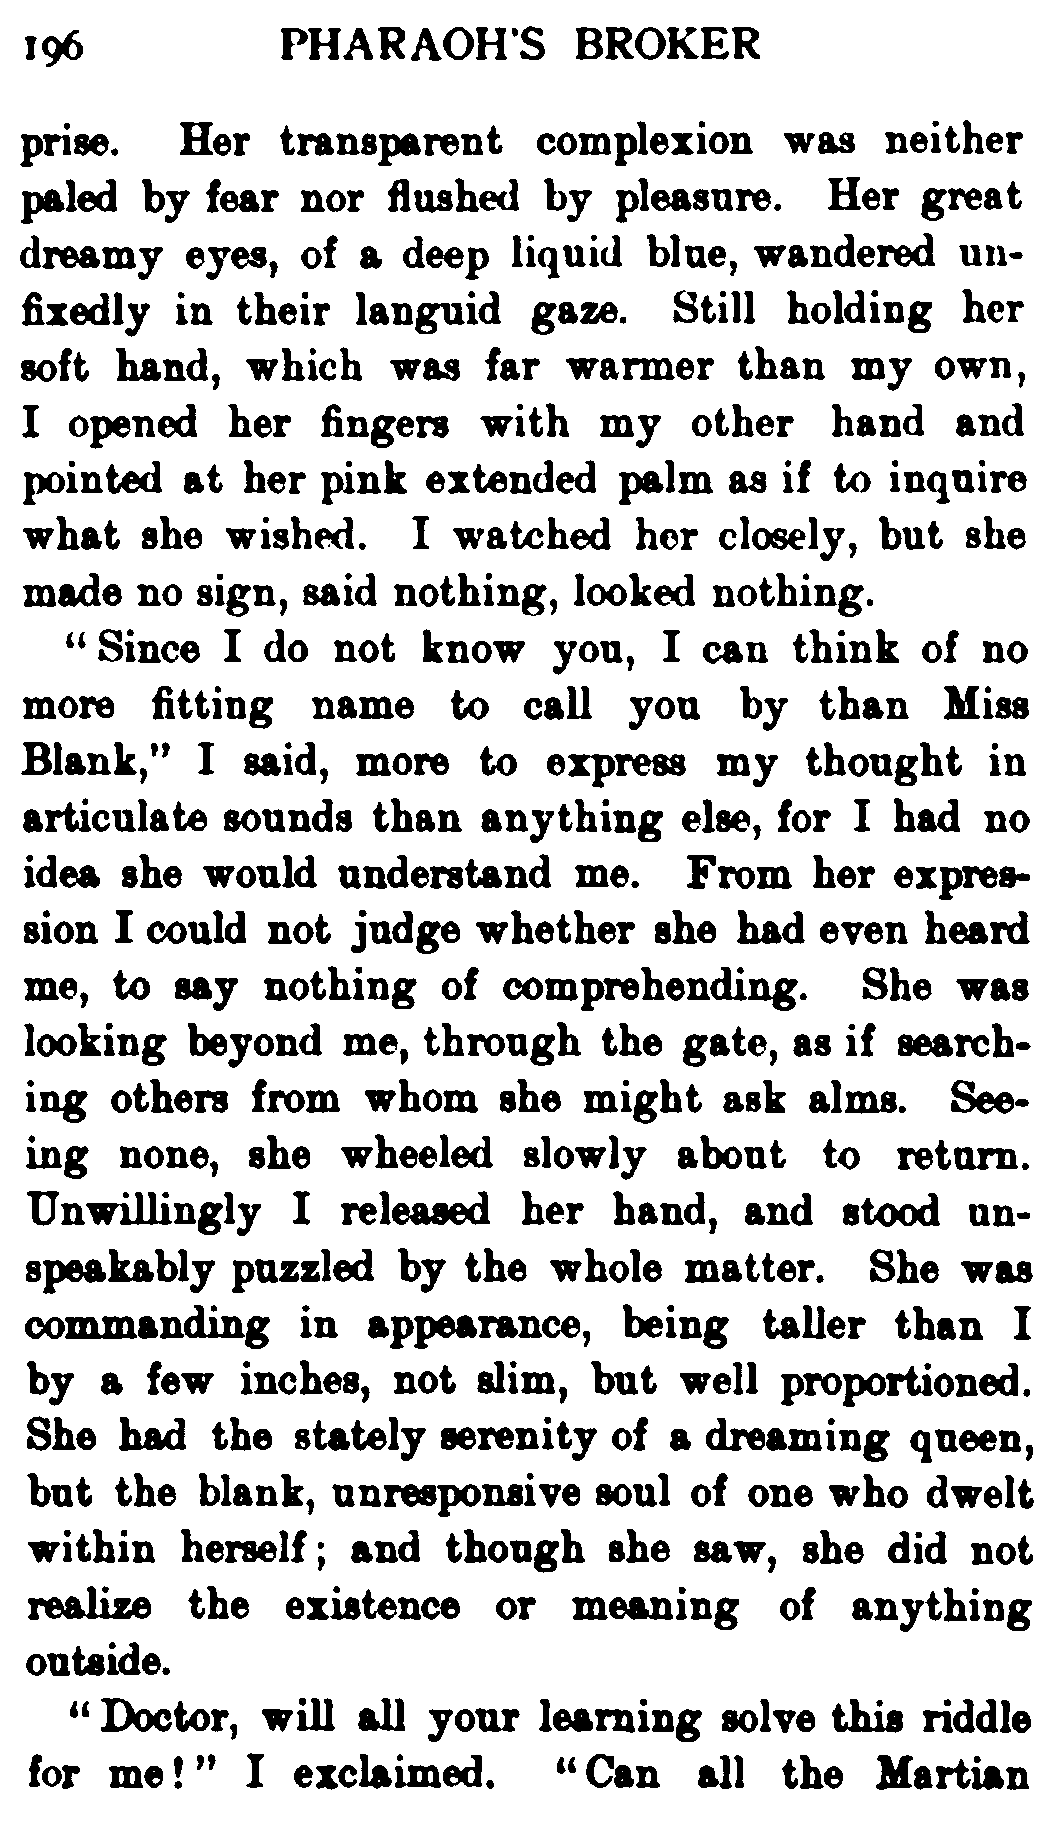 196 PHARAOH'S BROKER
prise. Her transparent complexion was neither
paled by fear nor flushed by pleasure. Her great
dreamy eyes, of a deep liquid blue, wandered un-
fixedly in their languid gaze. Still holding her
soft hand, which was far warmer than my own,
I opened her fingers with my other hand and
pointed at her pink extended palm as if to inquire
what she wished. I watched her closely, but she
made no sign, said nothing, looked nothing.
"Since I do not know you, I can think of no
more fitting name to call you by than Miss
Blank," I said, more to express my thought in
articulate sounds than anything else, for I had no
idea she would understand me. From her expres-
sion I could not judge whether she had even heard
me, to say nothing of comprehending. She was
looking beyond me, through the gate, as if search-
ing others from whom she might ask alms. See-
ing none, she wheeled slowly about to return.
Unwillingly I released her hand, and stood un-
speakably puzzled by the whole matter. She was
commanding in appearance, being taller than I
by a few inches, not slim, but well proportioned.
She had the stately serenity of a dreaming queen,
but the blank, unresponsive soul of one who dwelt
within herself; and though she saw, she did not
realize the existence or meaning of anything
outside.
"Doctor, will all your learning solve this riddle
for me!" I exclaimed. "Can all the Martian